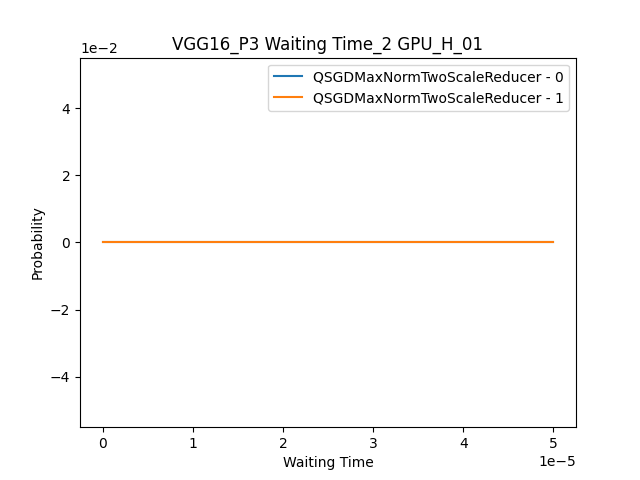 VGG16_P3 Waiting Time_2 GPU_H_01
1e−2
QSGDMaxNormTwoScaleReducer - 0
QSGDMaxNormTwoScaleReducer - 1
4
2
0
−2
−4
Probability
0 1 2 3 4 5
1e−5
Waiting Time